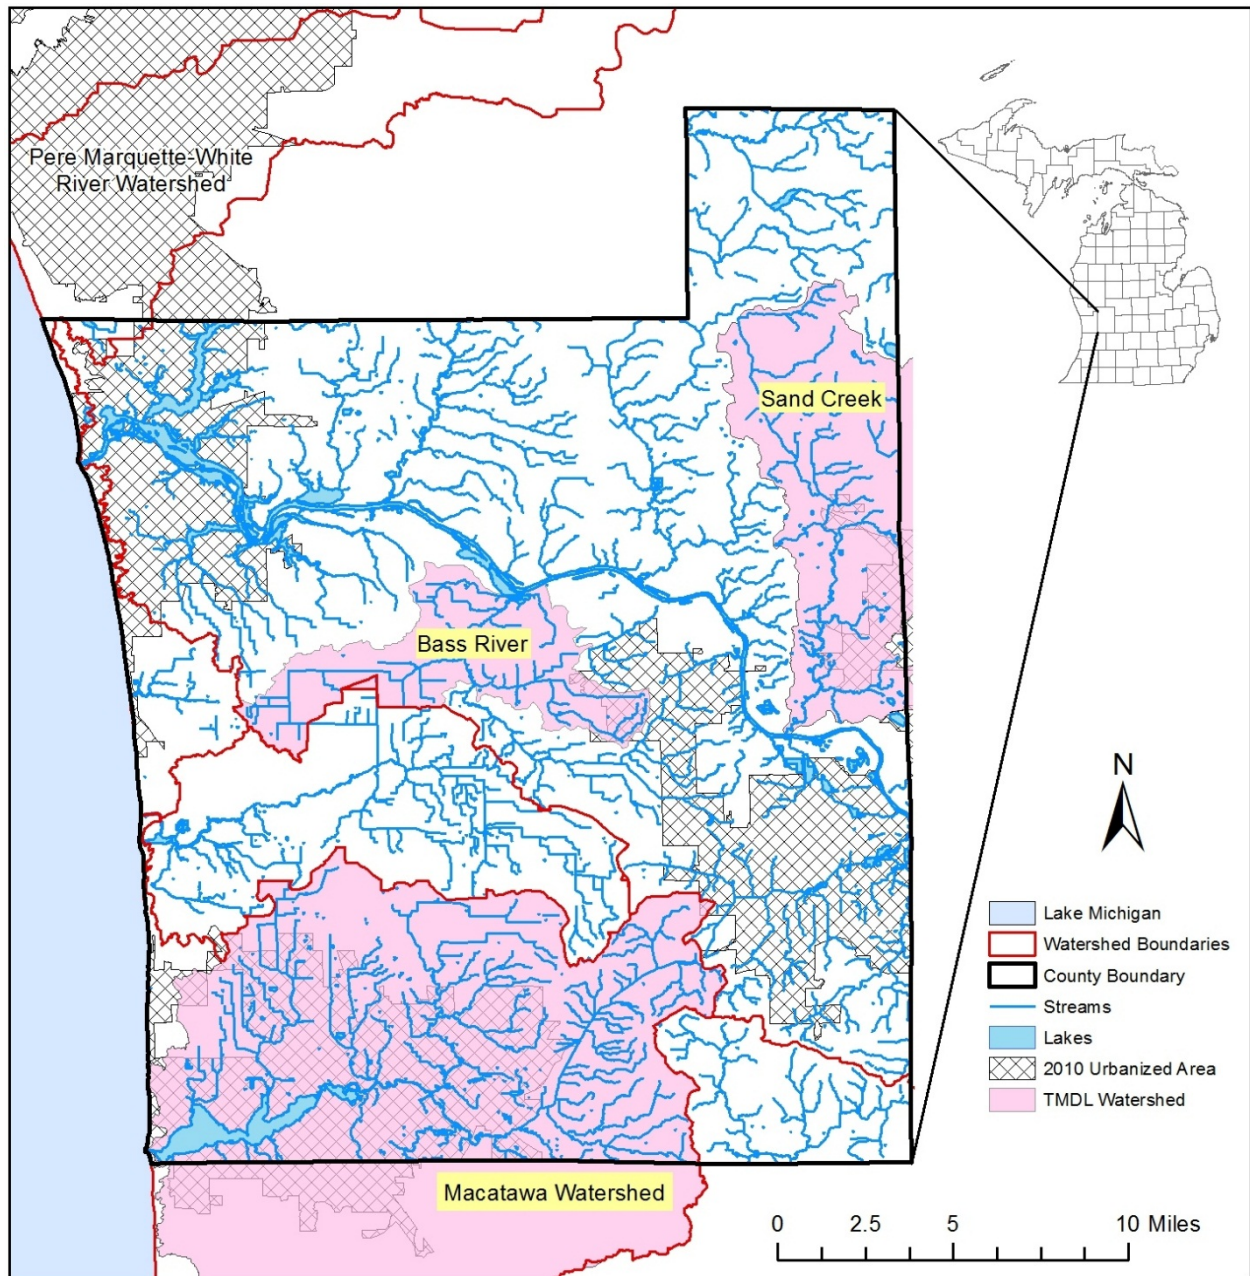 Pere Marquette-White
River Watershed
Sand Creek
Bass River
Macatawa Watershed
N
Lake Michigan
Watershed Boundaries
County Boundary
Streams
Lakes
2010 Urbanized Area
TMDL Watershed
0 2.5 5 10 Miles